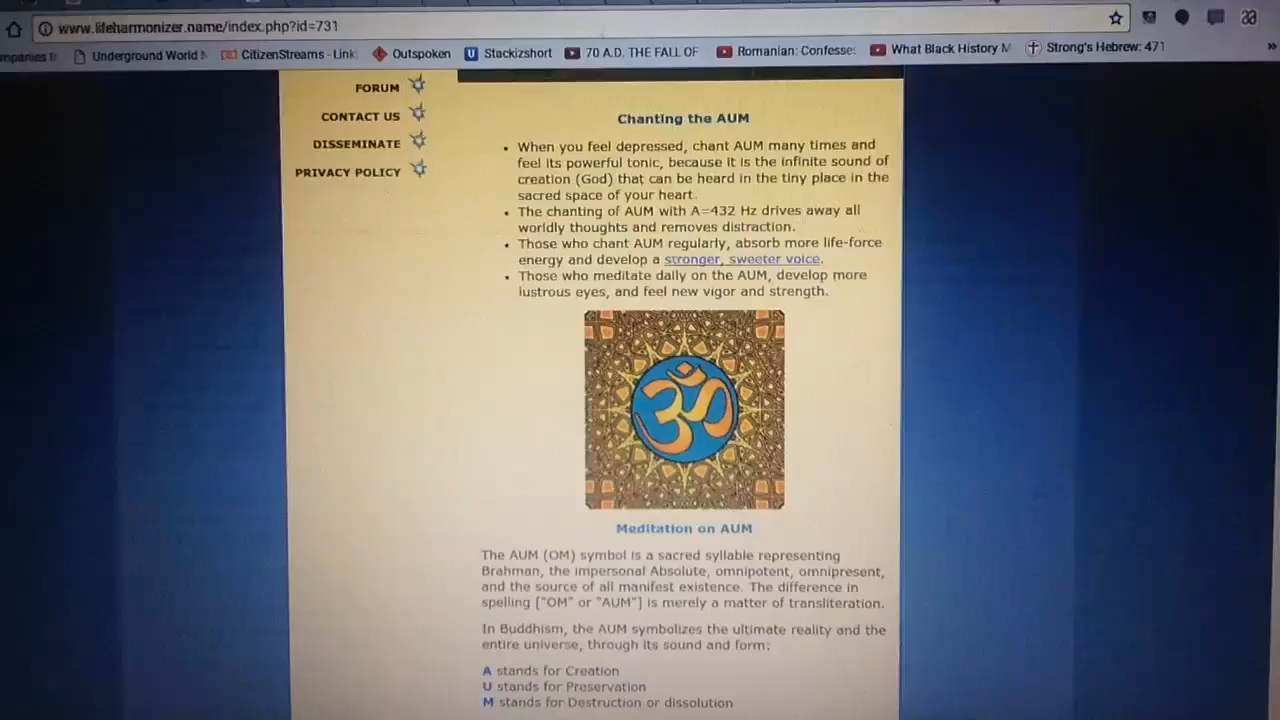 www.lifeharmonizer.name/index.php?id=731
Underground World
CitizenStreams - Link
Outspoken
Stackizshort
70 A.D. THE FALL OF
Romanian: Confesse:
What Black History M
Strong's Hebrew: 471
»
FORUM
CONTACT US
DISSEMINATE
PRIVACY POLICY
Chanting the AUM
• When you feel depressed, chant AUM many times and
feel its powerful tonic, because it is the infinite sound of
creation (God) that can be heard in the tiny place in the
sacred space of your heart.
• The chanting of AUM with A=432 Hz drives away all
worldly thoughts and removes distraction.
• Those who chant AUM regularly, absorb more life-force
energy and develop a stronger, sweeter voice.
• Those who meditate daily on the AUM, develop more
lustrous eyes, and feel new vigor and strength.
ॐ
Meditation on AUM
The AUM (OM) symbol is a sacred syllable representing
Brahman, the impersonal Absolute, omnipotent, omnipresent,
and the source of all manifest existence. The difference in
spelling ["OM" or "AUM"] is merely a matter of transliteration.
In Buddhism, the AUM symbolizes the ultimate reality and the
entire universe, through its sound and form:
A stands for Creation
U stands for Preservation
M stands for Destruction or dissolution